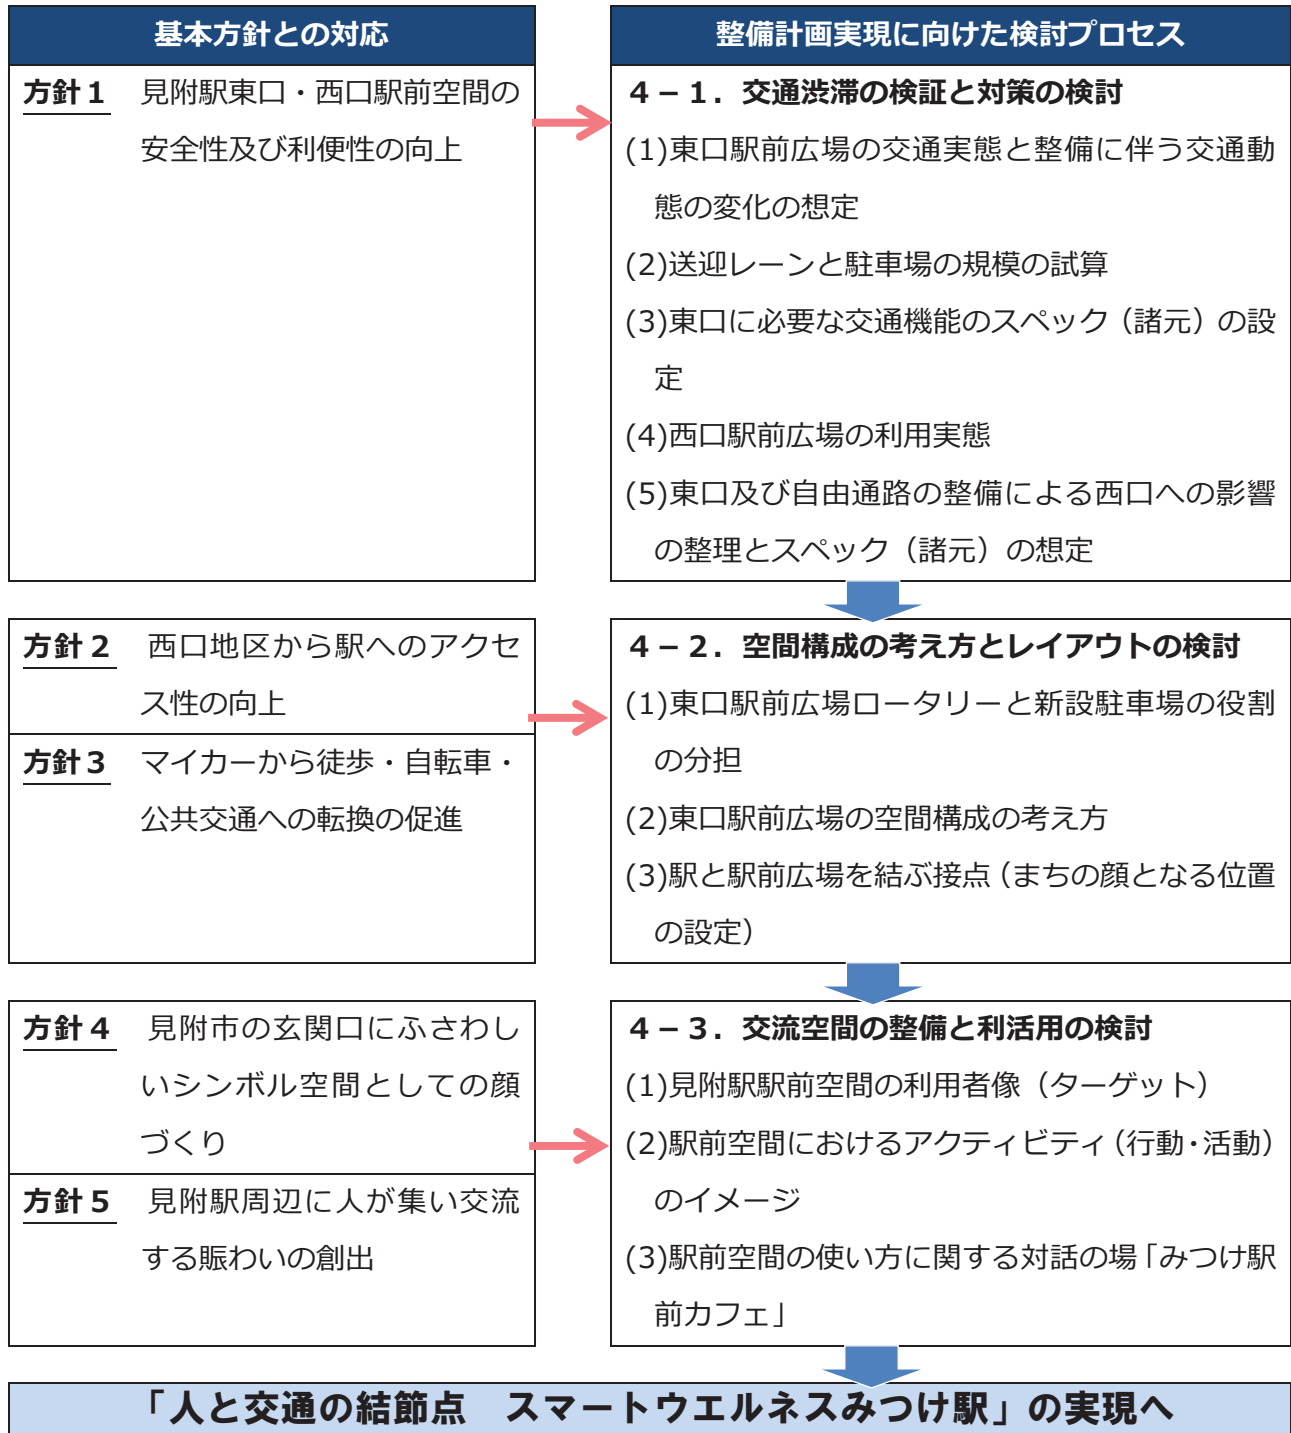 基本方針との対応
整備計画実現に向けた検討プロセス
方針１　見附駅東口・西口駅前空間の
安全性及び利便性の向上
４－１．交通渋滞の検証と対策の検討
(1)東口駅前広場の交通実態と整備に伴う交通動
態の変化の想定
(2)送迎レーンと駐車場の規模の試算
(3)東口に必要な交通機能のスペック（諸元）の設
定
(4)西口駅前広場の利用実態
(5)東口及び自由通路の整備による西口への影響
の整理とスペック（諸元）の想定
方針２　西口地区から駅へのアクセ
ス性の向上
方針３　マイカーから徒歩・自転車・
公共交通への転換の促進
４－２．空間構成の考え方とレイアウトの検討
(1)東口駅前広場ロータリーと新設駐車場の役割
の分担
(2)東口駅前広場の空間構成の考え方
(3)駅と駅前広場を結ぶ接点（まちの顔となる位置
の設定）
方針４　見附市の玄関口にふさわし
いシンボル空間としての顔
づくり
方針５　見附駅周辺に人が集い交流
する賑わいの創出
４－３．交流空間の整備と利活用の検討
(1)見附駅駅前空間の利用者像（ターゲット）
(2)駅前空間におけるアクティビティ（行動・活動）
のイメージ
(3)駅前空間の使い方に関する対話の場「みつけ駅
前カフェ」
「人と交通の結節点　スマートウエルネスみつけ駅」の実現へ